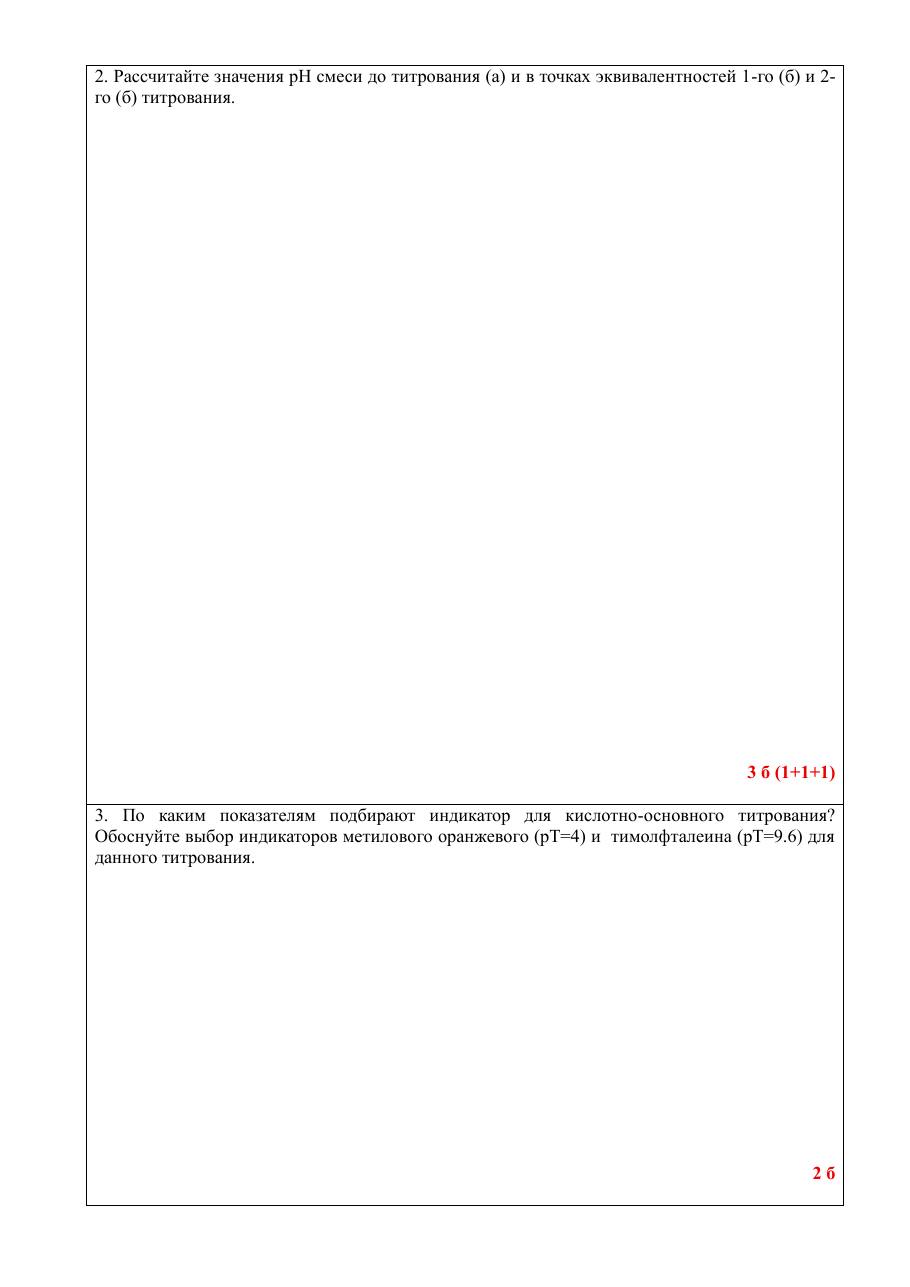 2. Рассчитайте значения pH смеси до титрования (а) и в точках эквивалентностей 1-го (б) и 2-
го (б) титрования.
3 б (1+1+1)
3. По каким показателям подбирают индикатор для кислотно-основного титрования?
Обоснуйте выбор индикаторов метилового оранжевого (pT=4) и тимолфталеина (pT=9.6) для
данного титрования.
2 б